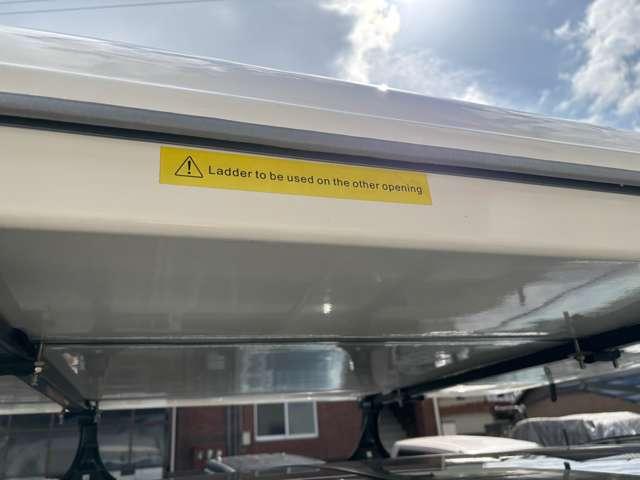 Ladder to be used on the other opening